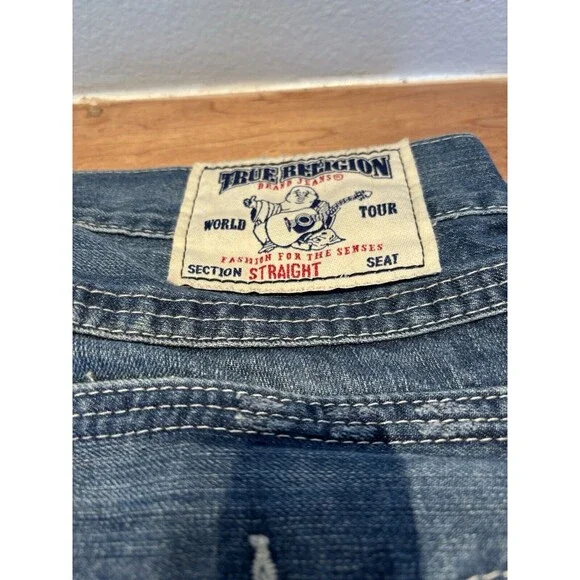 TRUE RELIGION
BRAND JEANS®
WORLD TOUR
FASHION FOR THE SENSES
SECTION STRAIGHT SEAT